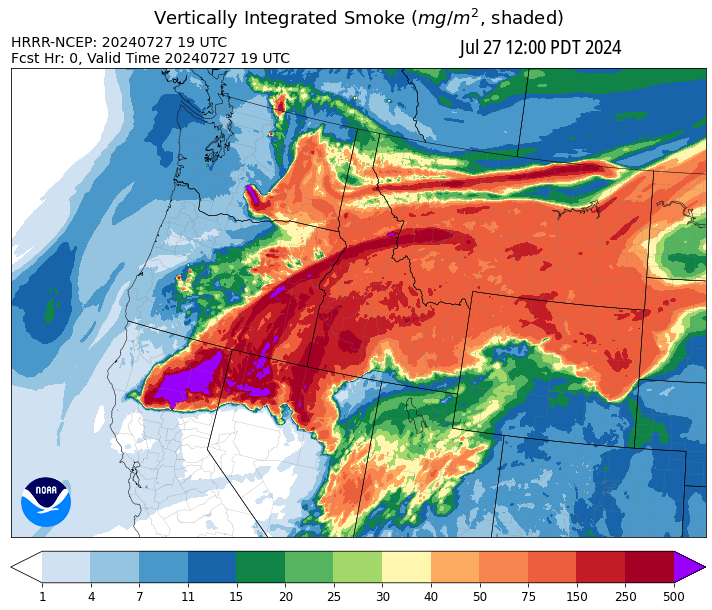 Vertically Integrated Smoke (mg/m², shaded)
HRRR-NCEP: 20240727 19 UTC
Jul 27 12:00 PDT 2024
Fcst Hr: 0, Valid Time 20240727 19 UTC
NOAA
1 4 7 11 15 20 25 30 40 50 75 150 250 500